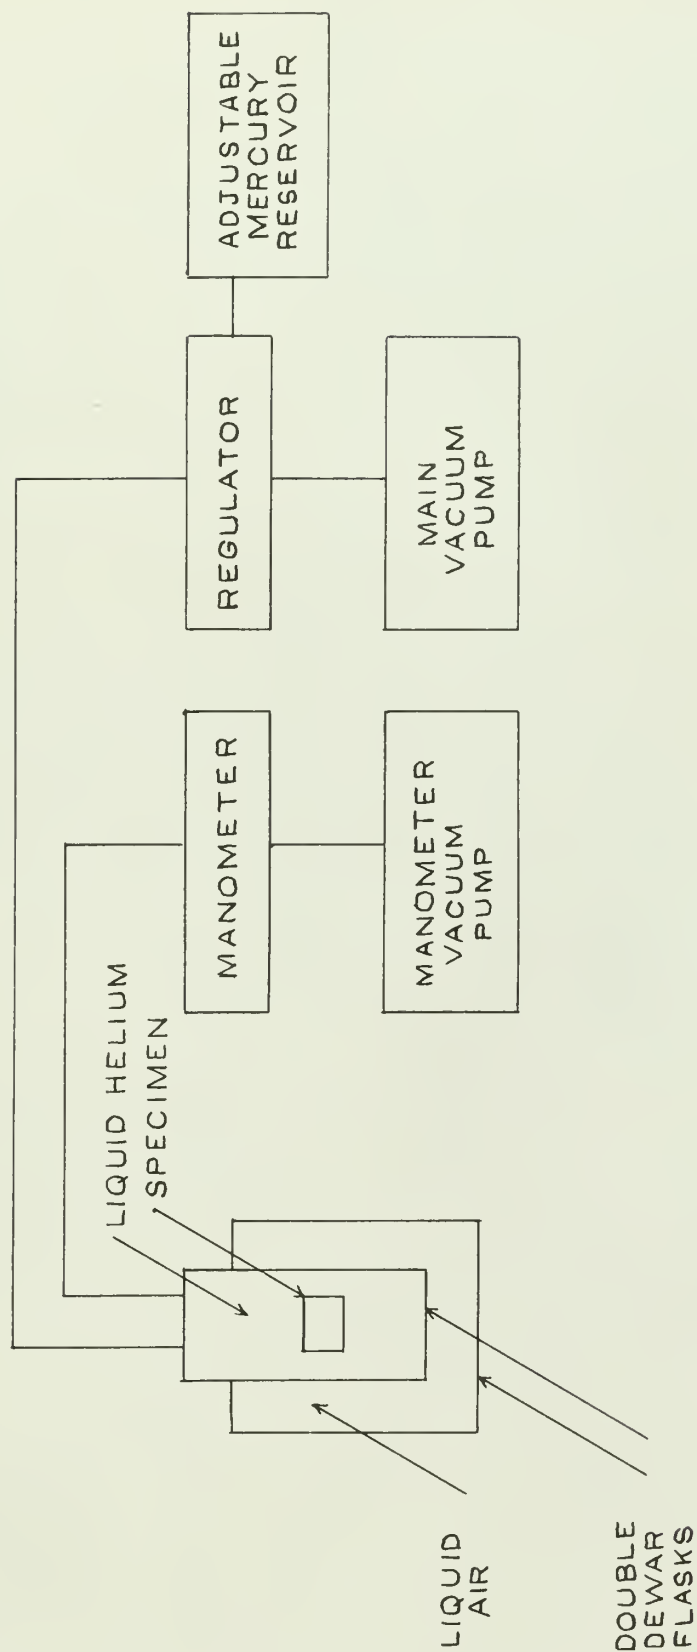 LIQUID HELIUM
SPECIMEN
LIQUID
AIR
DOUBLE
DEWAR
FLASKS
MANOMETER
MANOMETER
VACUUM
PUMP
REGULATOR
MAIN
VACUUM
PUMP
ADJUSTABLE
MERCURY
RESERVOIR